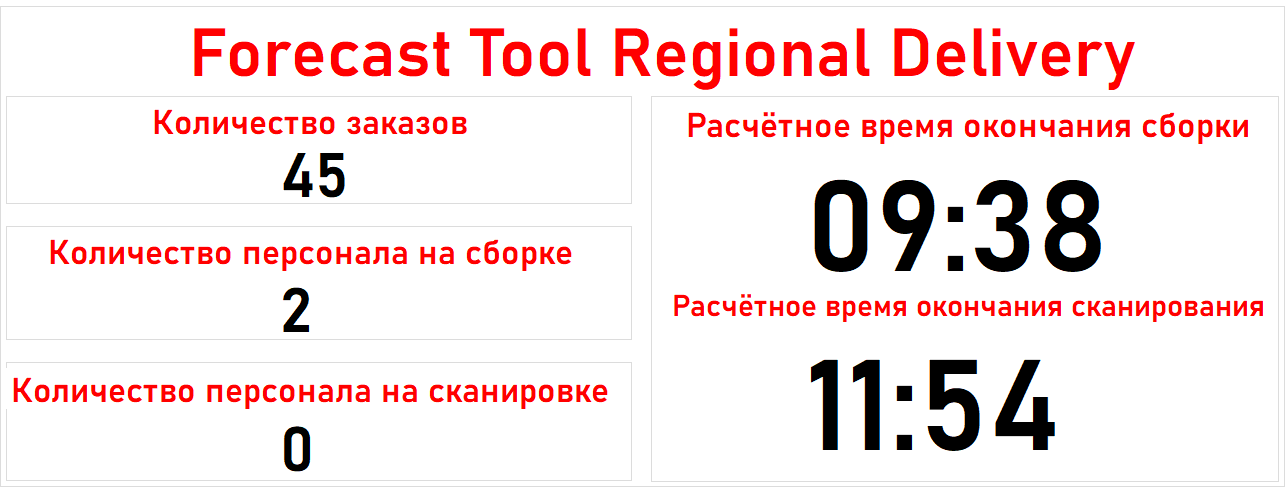 Forecast Tool Regional Delivery
Количество заказов
45
Количество персонала на сборке
2
Количество персонала на сканировке
0
Расчётное время окончания сборки
09:38
Расчётное время окончания сканирования
11:54